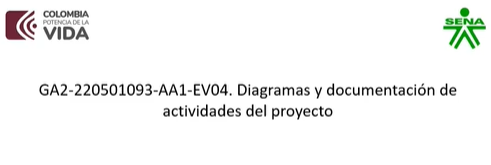 COLOMBIA
POTENCIA DE LA
VIDA
SENA
GA2-220501093-AA1-EV04. Diagramas y documentación de
actividades del proyecto